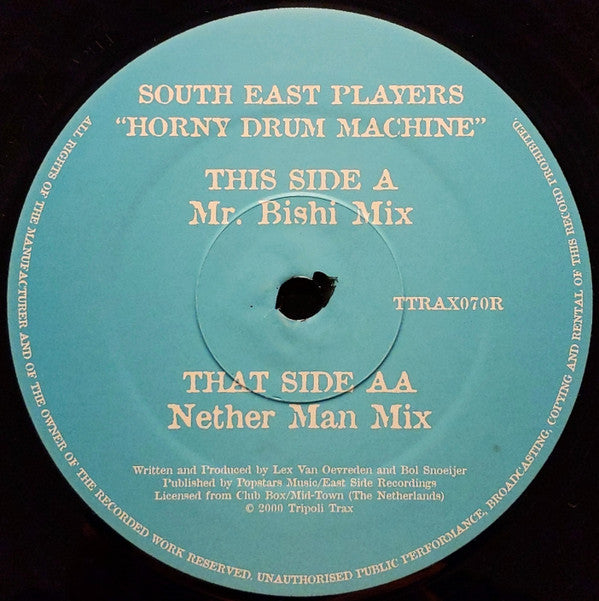 SOUTH EAST PLAYERS
"HORNY DRUM MACHINE"
THIS SIDE A
Mr. Bishi Mix
TTRAX070R
THAT SIDE AA
Nether Man Mix
Written and Produced by Lex Van Oevreden and Bol Snoeijer
Published by Popstars Music/East Side Recordings
Licensed from Club Box/Mid-Town (The Netherlands)
© 2000 Tripoli Trax
ALL RIGHTS OF THE MANUFACTURER AND OF THE OWNER OF THE RECORDED WORK RESERVED. UNAUTHORISED PUBLIC PERFORMANCE, BROADCASTING, COPYING AND RENTAL OF THIS RECORD PROHIBITED.